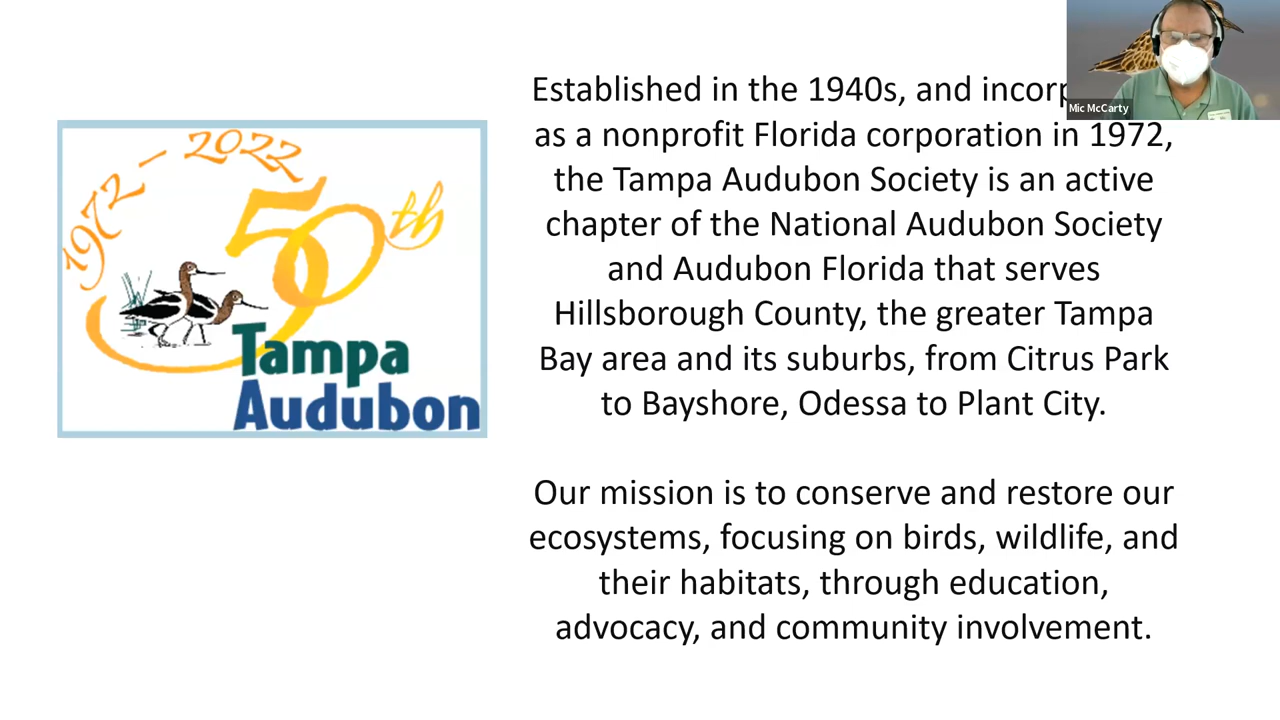 1972 – 2022
50th
Tampa
Audubon
Established in the 1940s, and
as a nonprofit Florida corporation in 1972,
the Tampa Audubon Society is an active
chapter of the National Audubon Society
and Audubon Florida that serves
Hillsborough County, the greater Tampa
Bay area and its suburbs, from Citrus Park
to Bayshore, Odessa to Plant City.
Our mission is to conserve and restore our
ecosystems, focusing on birds, wildlife, and
their habitats, through education,
advocacy, and community involvement.
Mic McCarty